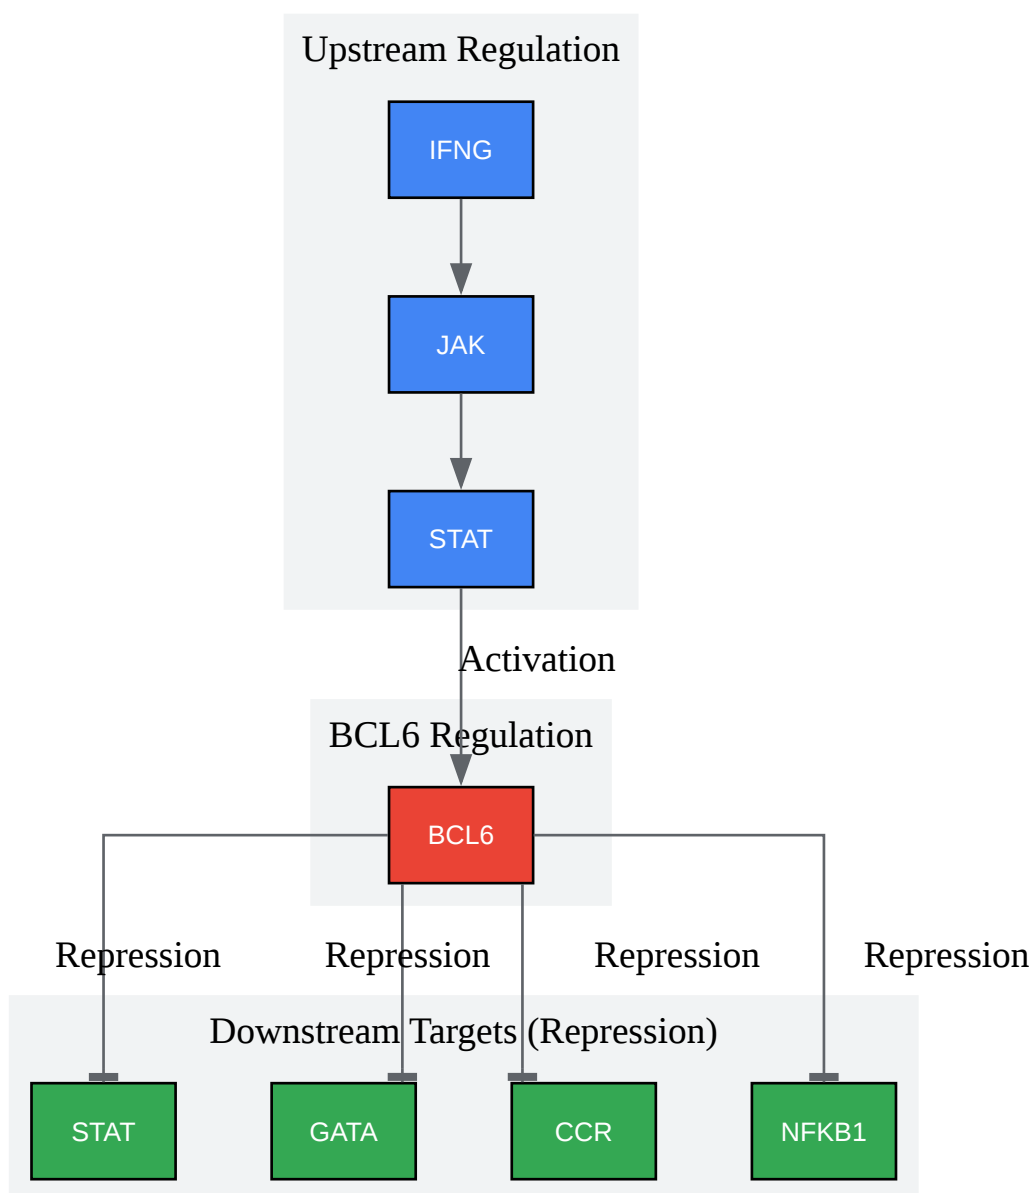 Upstream Regulation
IFNG
JAK
STAT
Activation
BCL6 Regulation
BCL6
Repression Repression Repression Repression
Downstream Targets (Repression)
STAT GATA CCR NFKB1